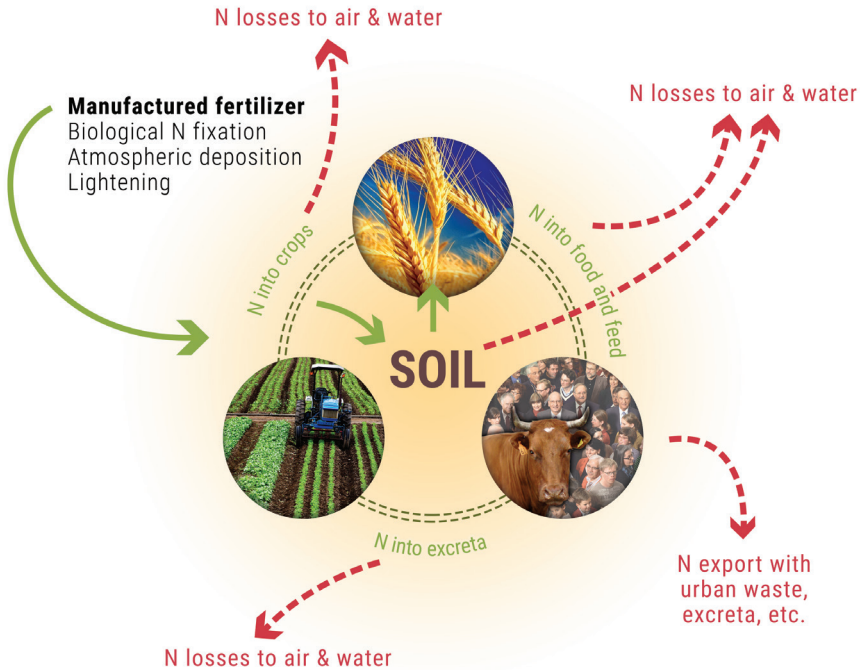 N losses to air & water
N losses to air & water
Manufactured fertilizer
Biological N fixation
Atmospheric deposition
Lightening
N into crops
N into food and feed
SOIL
N into excreta
N export with
urban waste,
excreta, etc.
N losses to air & water